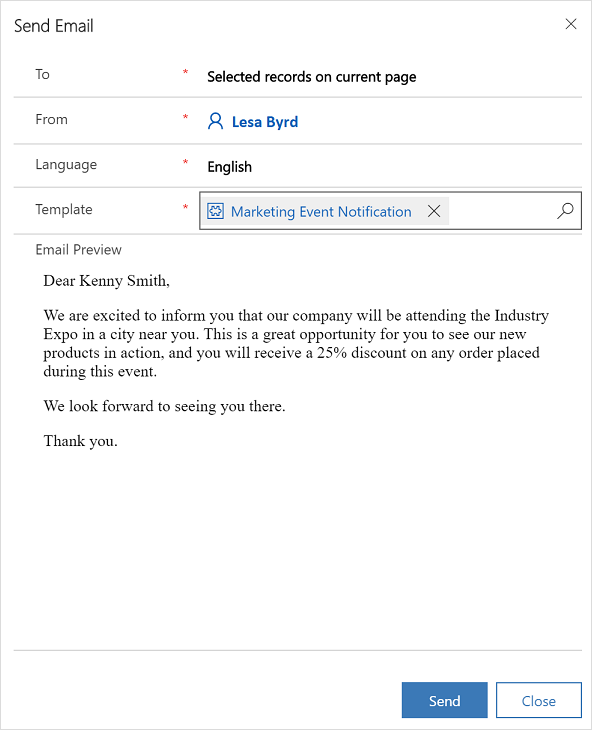 Send Email
To * Selected records on current page
From * Lesa Byrd
Language * English
Template * Marketing Event Notification
Email Preview
Dear Kenny Smith,
We are excited to inform you that our company will be attending the Industry
Expo in a city near you. This is a great opportunity for you to see our new
products in action, and you will receive a 25% discount on any order placed
during this event.
We look forward to seeing you there.
Thank you.
Send Close